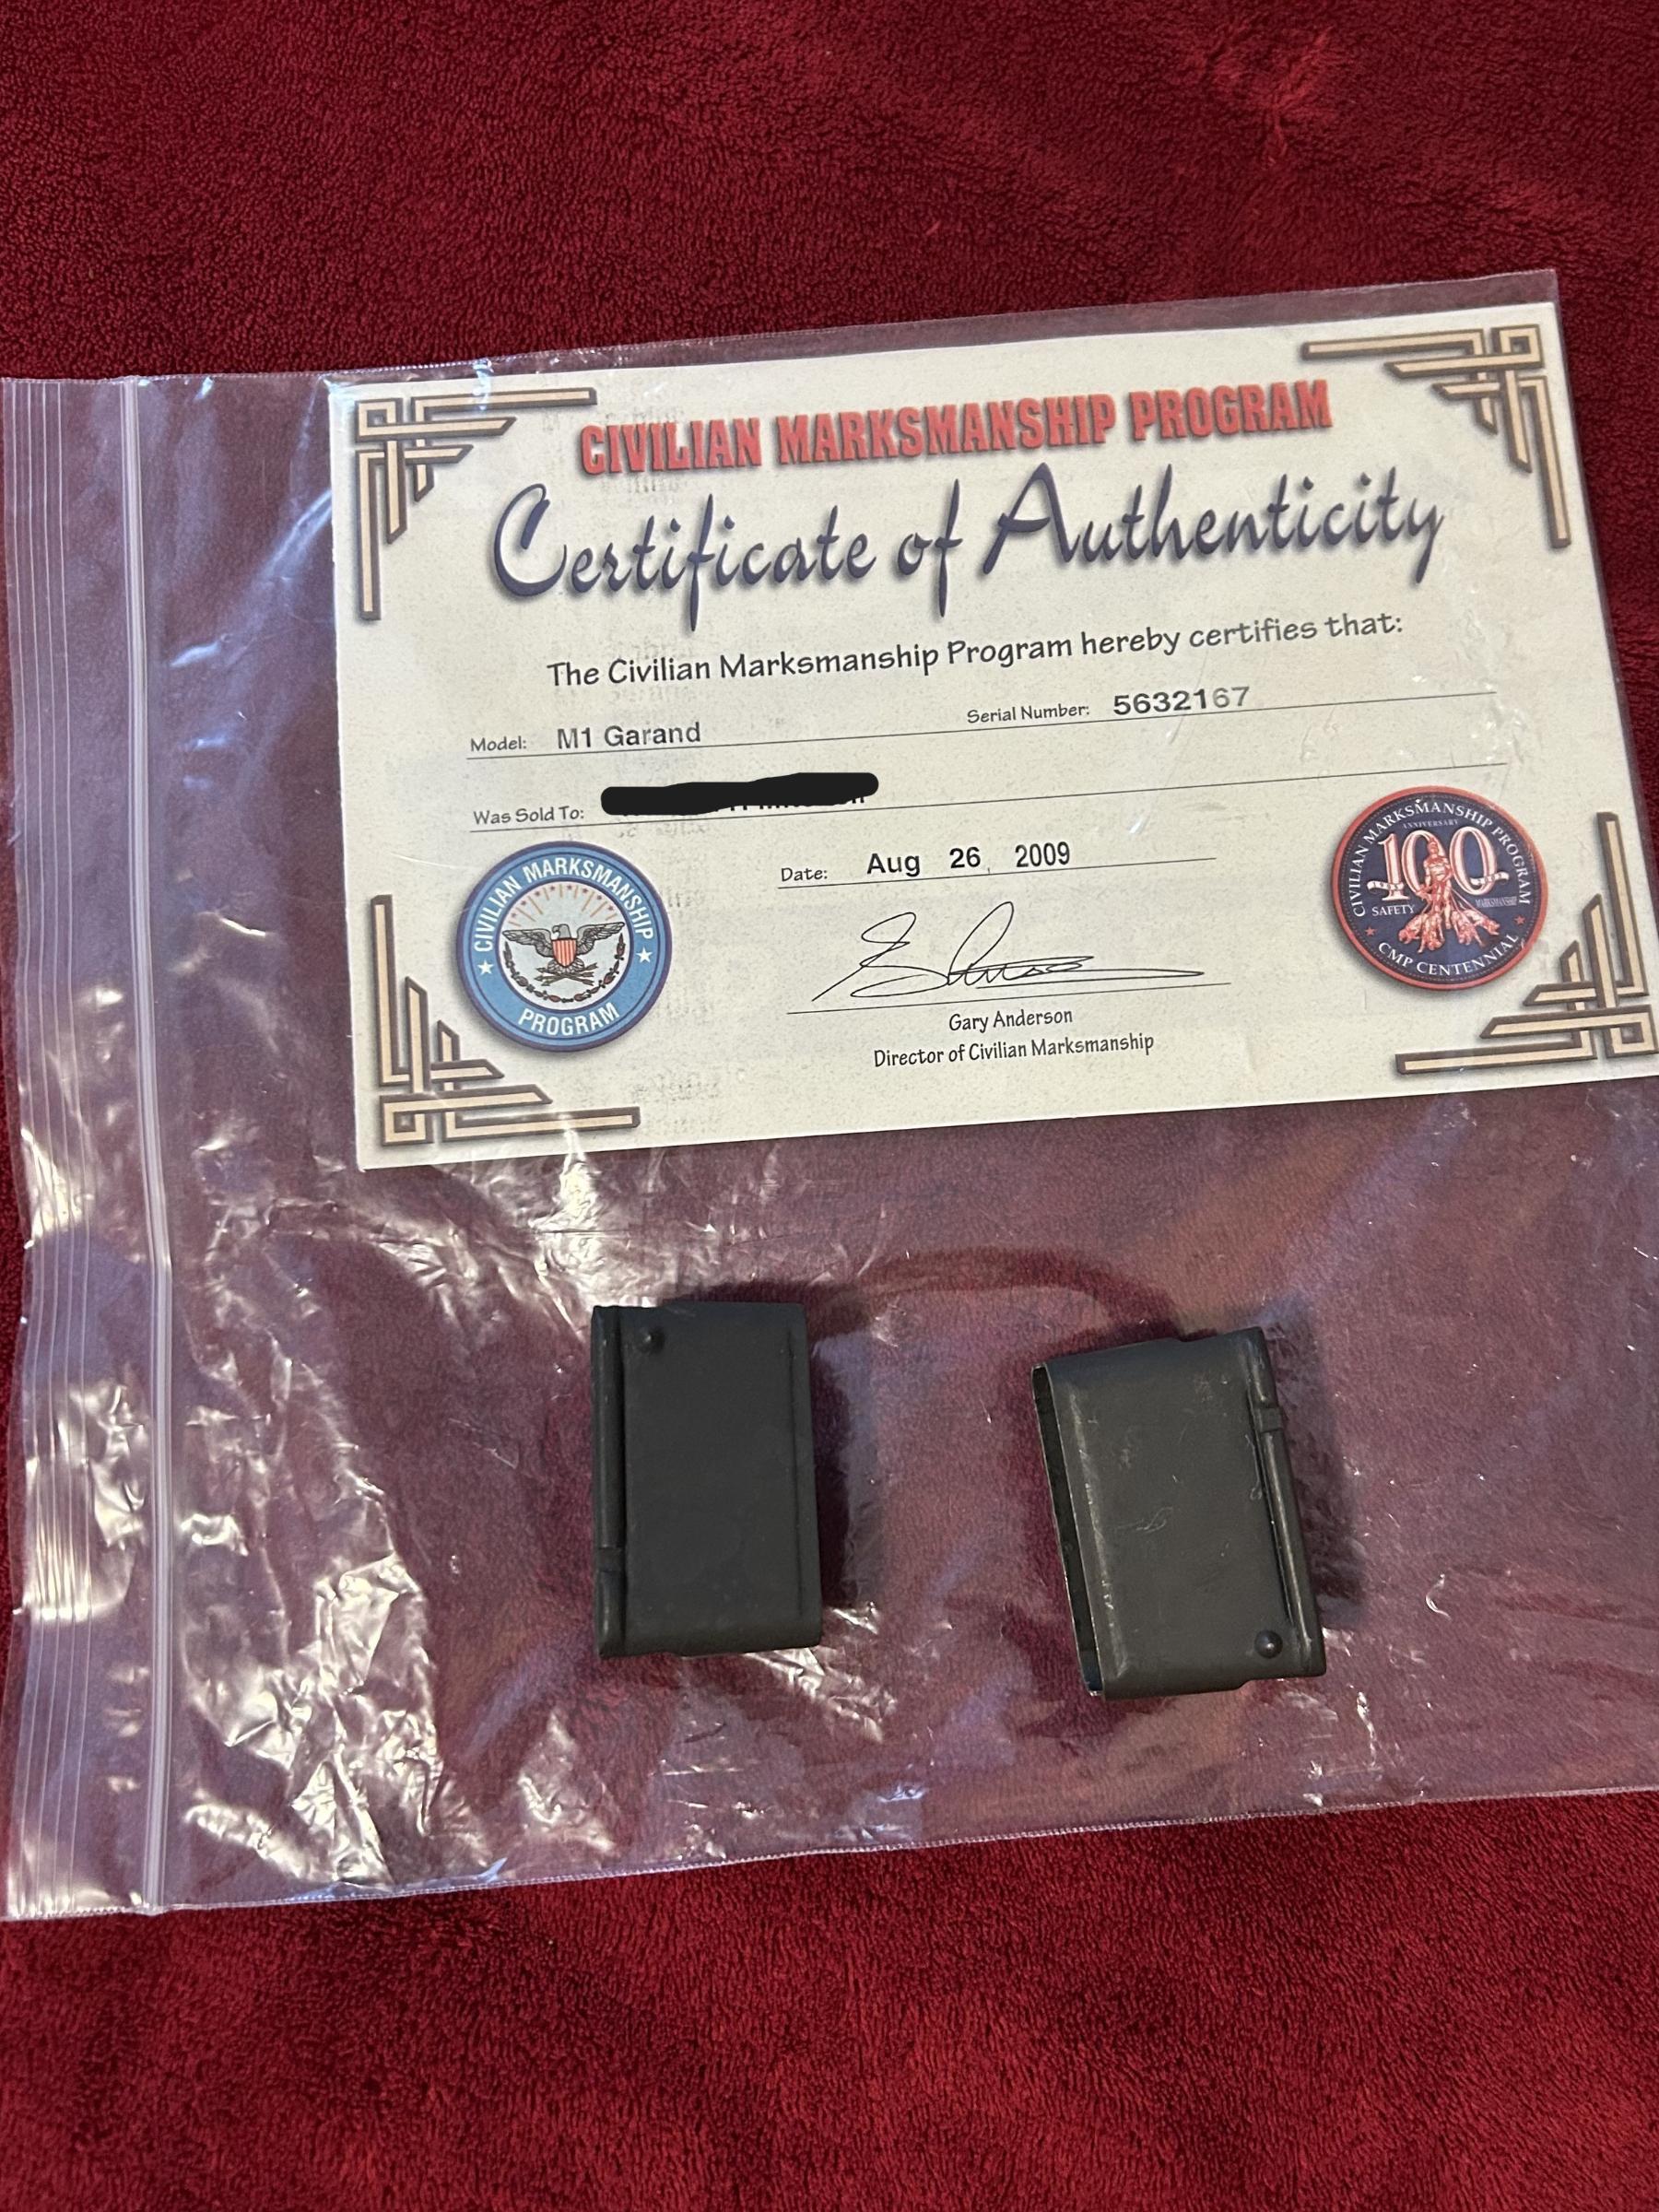 CIVILIAN MARKSMANSHIP PROGRAM
Certificate of Authenticity
The Civilian Marksmanship Program hereby certifies that:
Model: M1 Garand Serial Number: 5632167
Was Sold To:
Date: Aug 26, 2009
Gary Anderson
Director of Civilian Marksmanship
★ CIVILIAN MARKSMANSHIP ★
PROGRAM
CIVILIAN MARKSMANSHIP PROGRAM
ANNIVERSARY
100
SAFETY MARKSMANSHIP
★ CMP CENTENNIAL ★